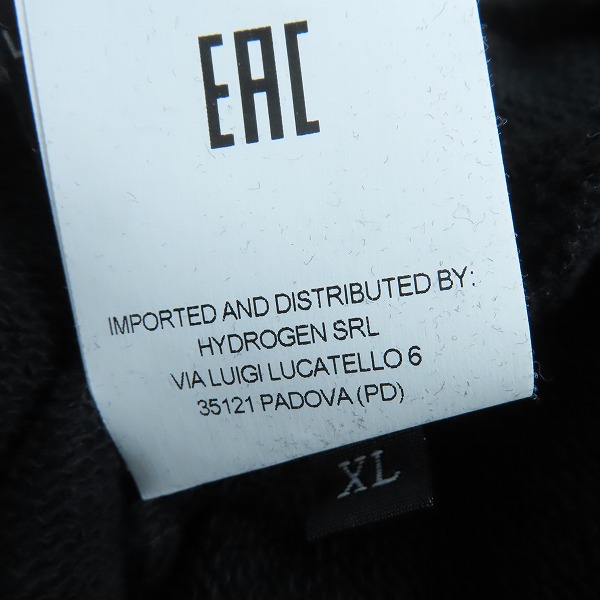 EAC
IMPORTED AND DISTRIBUTED BY:
HYDROGEN SRL
VIA LUIGI LUCATELLO 6
35121 PADOVA (PD)
XL